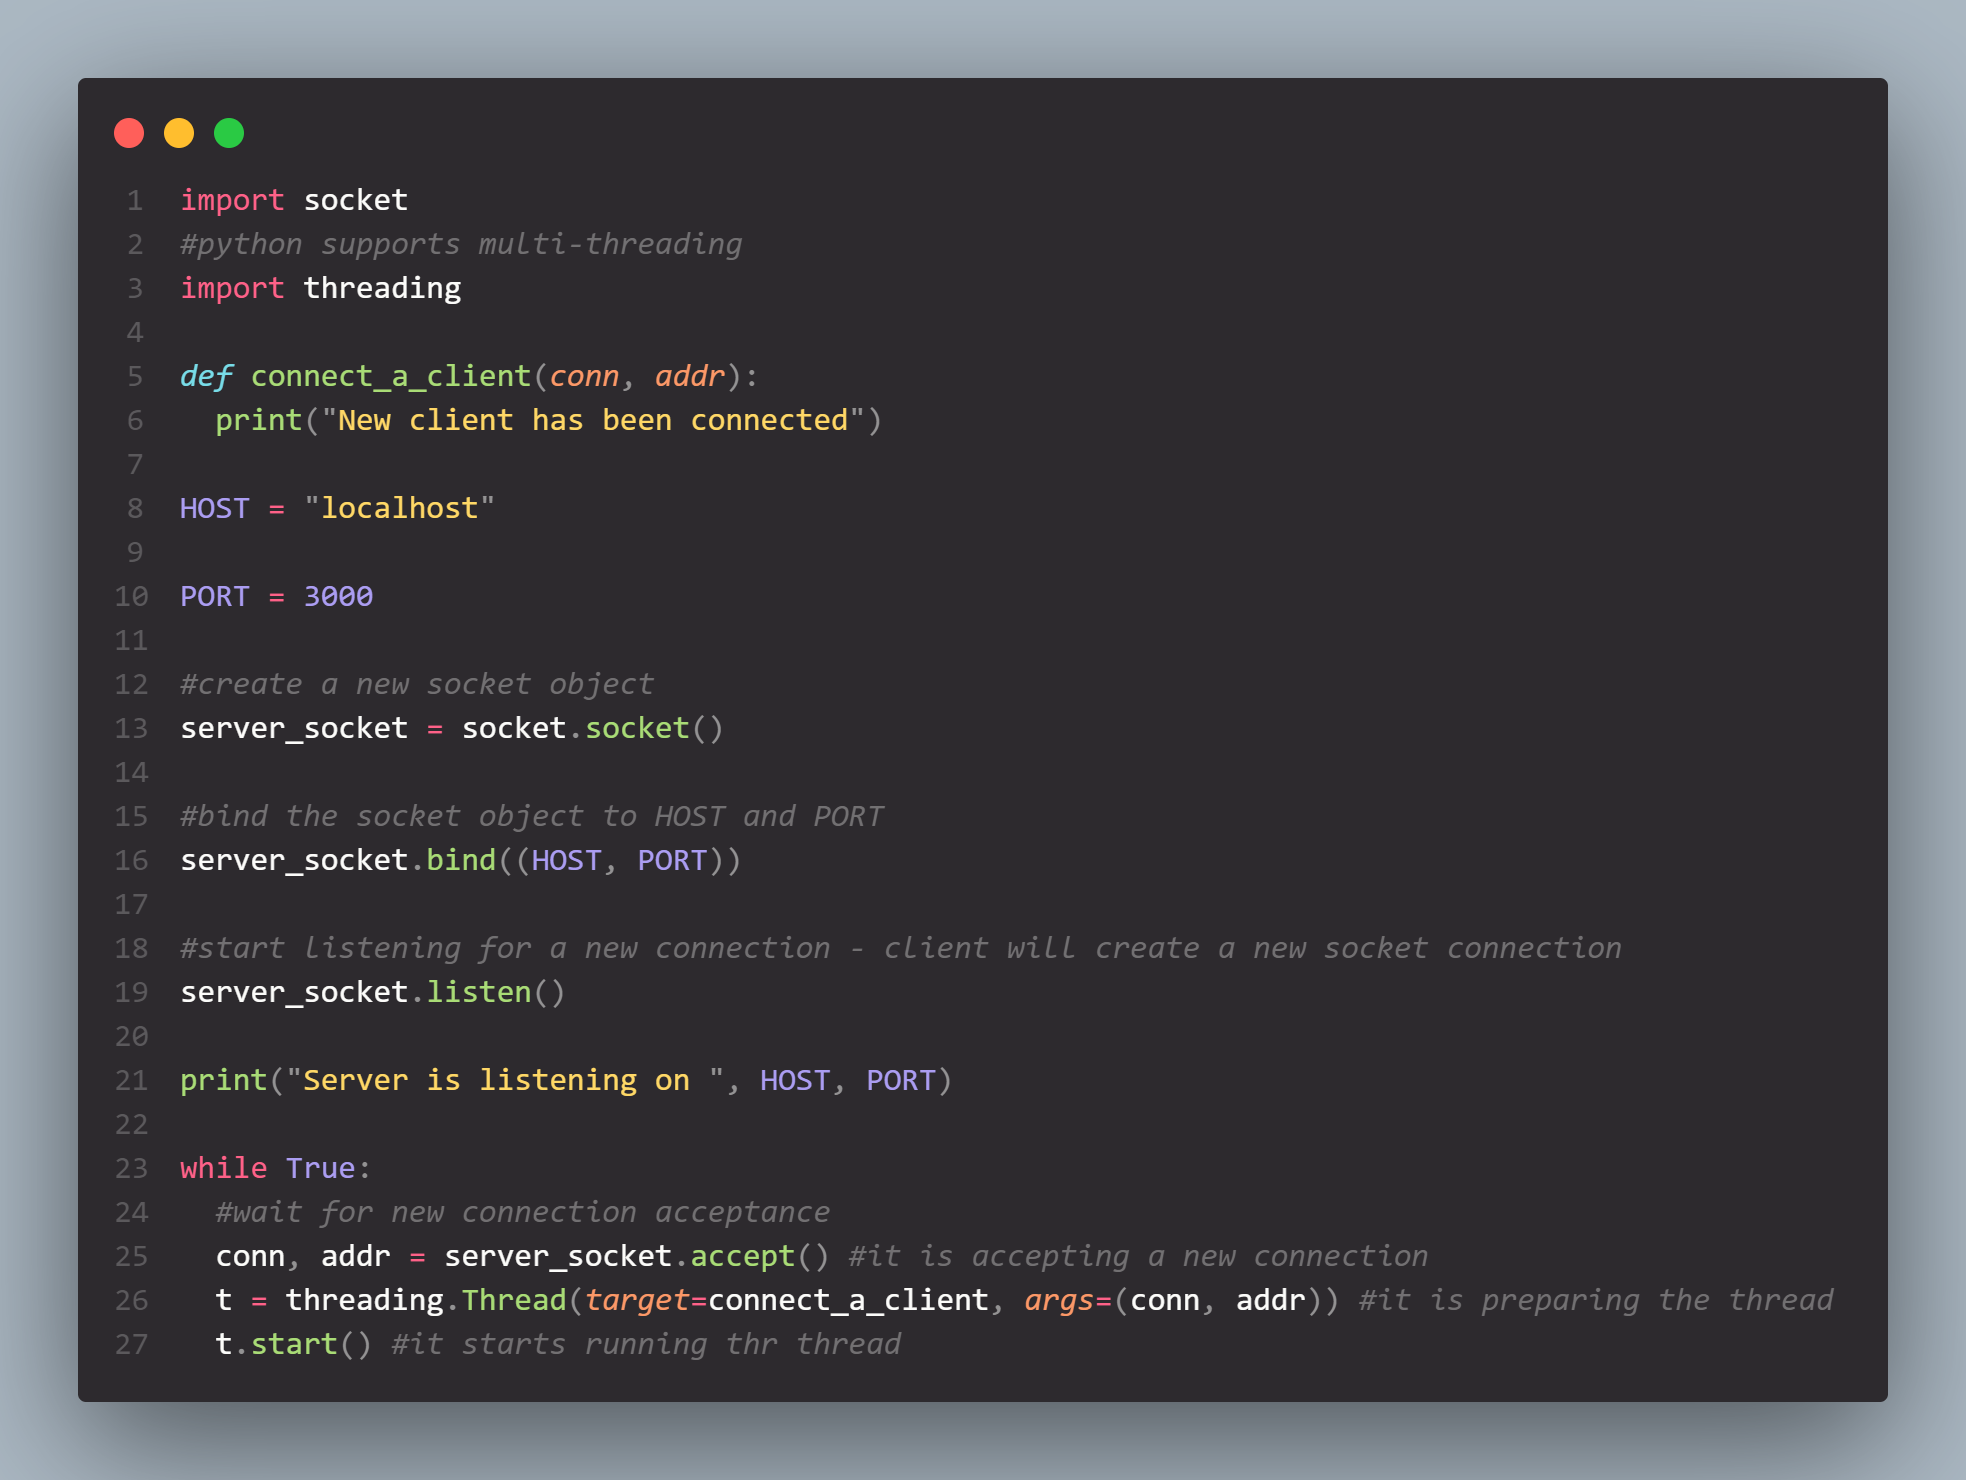 1 import socket
2 #python supports multi-threading
3 import threading
4
5 def connect_a_client(conn, addr):
6   print("New client has been connected")
7
8 HOST = "localhost"
9
10 PORT = 3000
11
12 #create a new socket object
13 server_socket = socket.socket()
14
15 #bind the socket object to HOST and PORT
16 server_socket.bind((HOST, PORT))
17
18 #start listening for a new connection - client will create a new socket connection
19 server_socket.listen()
20
21 print("Server is listening on ", HOST, PORT)
22
23 while True:
24   #wait for new connection acceptance
25   conn, addr = server_socket.accept() #it is accepting a new connection
26   t = threading.Thread(target=connect_a_client, args=(conn, addr)) #it is preparing the thread
27   t.start() #it starts running thr thread